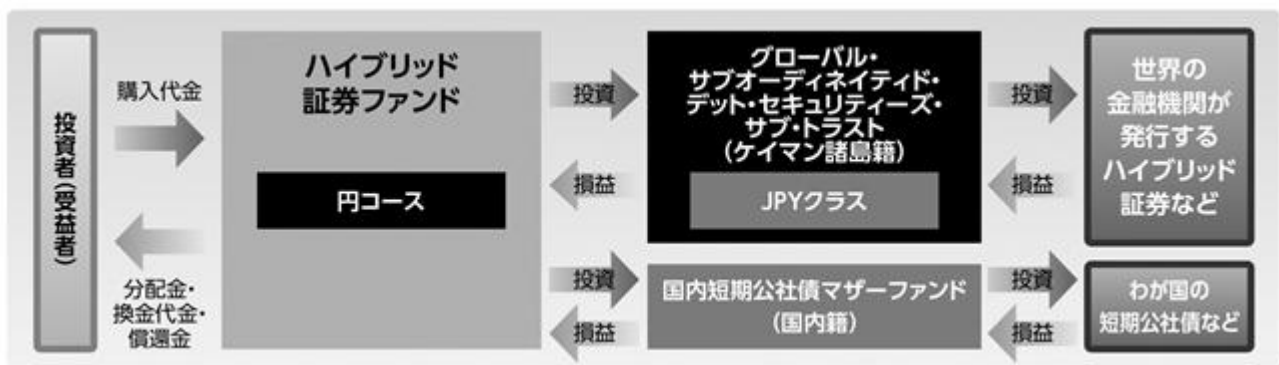 投資者(受益者)
購入代金
分配金・
換金代金・
償還金
ハイブリッド
証券ファンド
円コース
投資
損益
投資
損益
グローバル・
サブオーディネイティド・
デット・セキュリティーズ・
サブ・トラスト
(ケイマン諸島籍)
JPYクラス
国内短期公社債マザーファンド
(国内籍)
投資
損益
投資
損益
世界の
金融機関が
発行する
ハイブリッド
証券など
わが国の
短期公社債など